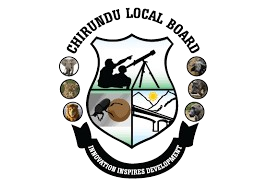 CHIRUNDU LOCAL BOARD
INNOVATION INSPIRES DEVELOPMENT